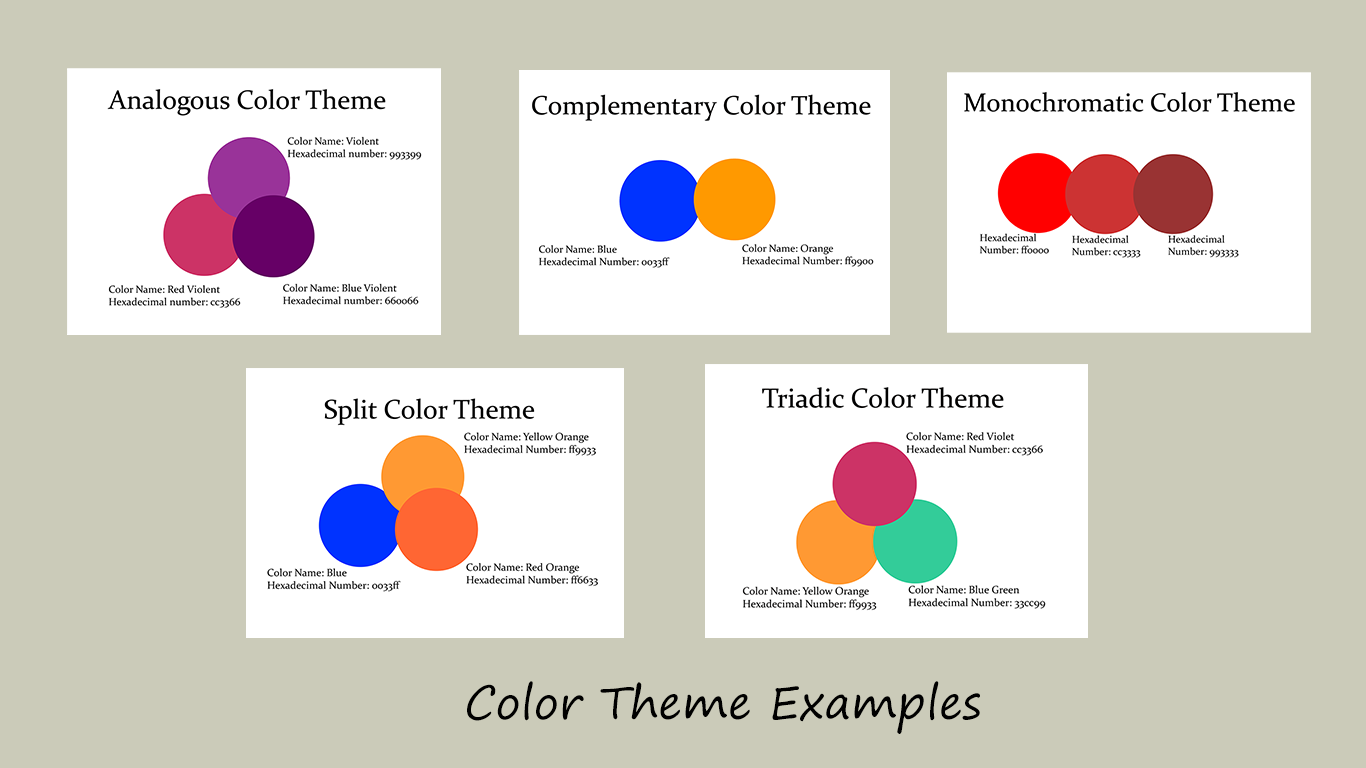 Analogous Color Theme
Color Name: Violent
Hexadecimal number: 993399
Color Name: Red Violent
Hexadecimal number: cc3366
Color Name: Blue Violent
Hexadecimal number: 660066
Complementary Color Theme
Color Name: Blue
Hexadecimal Number: 0033ff
Color Name: Orange
Hexadecimal Number: ff9900
Monochromatic Color Theme
Hexadecimal
Number: ff0000
Hexadecimal
Number: cc3333
Hexadecimal
Number: 993333
Split Color Theme
Color Name: Yellow Orange
Hexadecimal Number: ff9933
Color Name: Blue
Hexadecimal Number: 0033ff
Color Name: Red Orange
Hexadecimal Number: ff6633
Triadic Color Theme
Color Name: Red Violet
Hexadecimal Number: cc3366
Color Name: Yellow Orange
Hexadecimal Number: ff9933
Color Name: Blue Green
Hexadecimal Number: 33cc99
Color Theme Examples